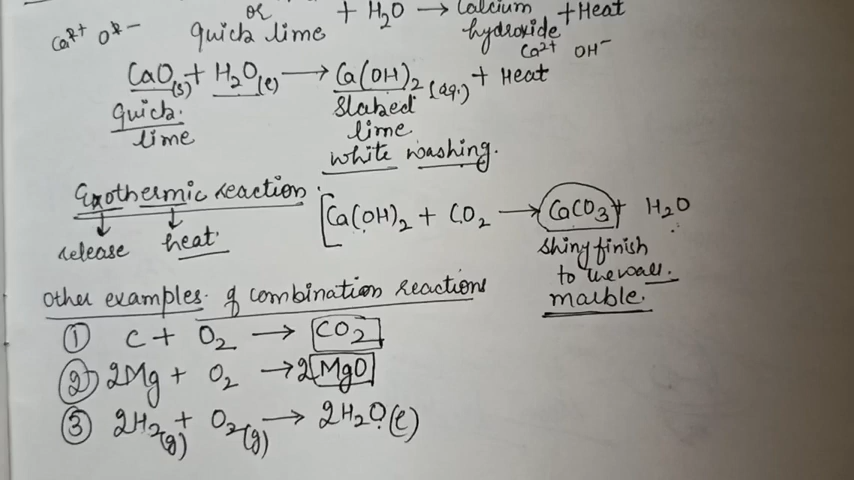 or + H₂O → Calcium + Heat
Ca²⁺ O²⁻ quick lime hydroxide
Ca²⁺ OH⁻
CaO(s) + H₂O(l) → Ca(OH)₂ (aq.) + Heat
quick. Slaked
lime lime
white washing.
Exothermic reaction [Ca(OH)₂ + CO₂ → CaCO₃ + H₂O
release heat. shiny finish
to the wall.
marble.
Other examples. of combination reactions
① C + O₂ → CO₂
② 2Mg + O₂ → 2MgO
③ 2H₂(g) + O₂(g) → 2H₂O(l)